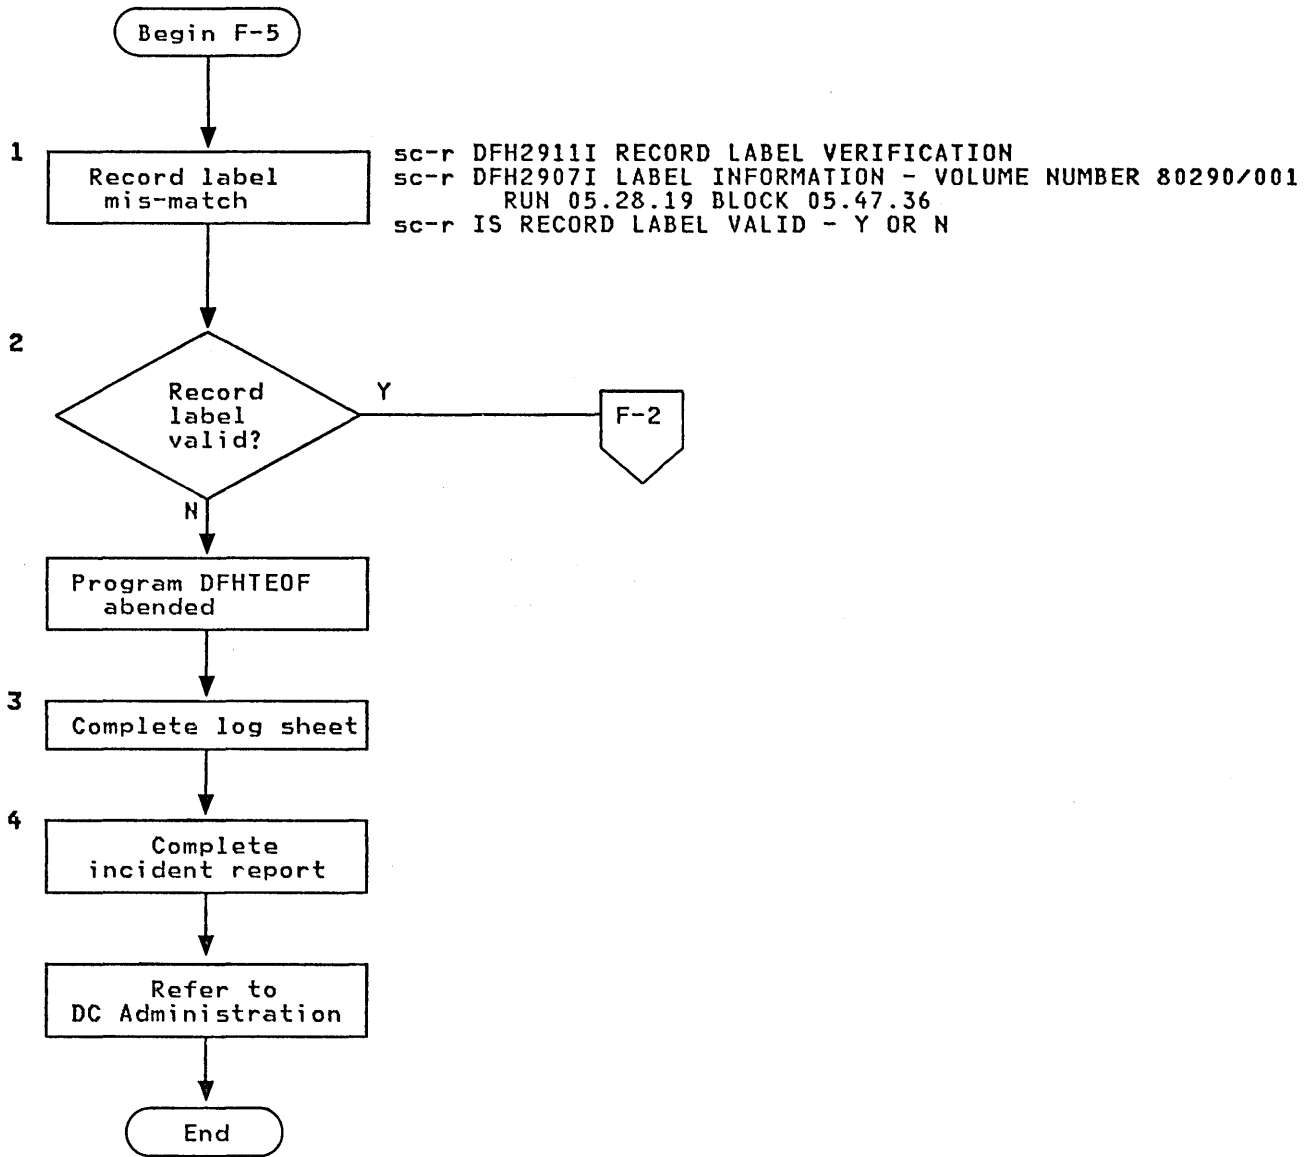 Begin F-5
1
Record label
mis-match
sc-r DFH2911I RECORD LABEL VERIFICATION
sc-r DFH2907I LABEL INFORMATION - VOLUME NUMBER 80290/001
RUN 05.28.19 BLOCK 05.47.36
sc-r IS RECORD LABEL VALID - Y OR N
2
Record
label
valid?
Y
F-2
N
Program DFHTEOF
abended
3
Complete log sheet
4
Complete
incident report
Refer to
DC Administration
End